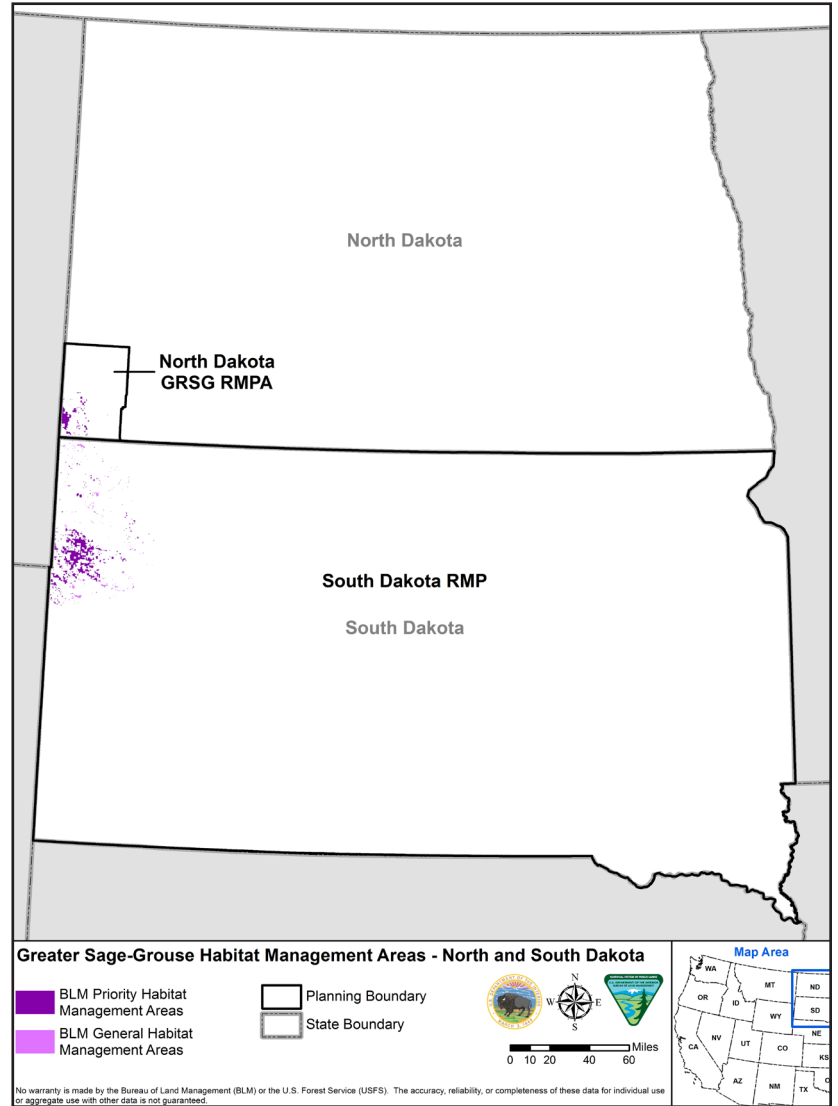 North Dakota
North Dakota
GRSG RMPA
South Dakota RMP
South Dakota
Greater Sage-Grouse Habitat Management Areas - North and South Dakota
BLM Priority Habitat
Management Areas
BLM General Habitat
Management Areas
Planning Boundary
State Boundary
N
W
E
S
0 10 20 40 60
Miles
Map Area
WA
MT
ND
OR
ID
SD
WY
NE
NV
UT
CO
CA
KS
AZ
NM
TX
No warranty is made by the Bureau of Land Management (BLM) or the U.S. Forest Service (USFS). The accuracy, reliability, or completeness of these data for individual use
or aggregate use with other data is not guaranteed.